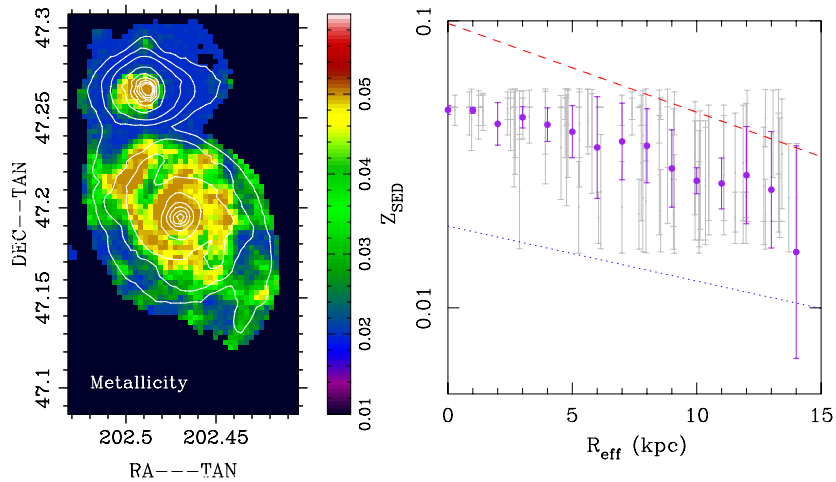 47.3
47.25
47.2
47.15
47.1
DEC--TAN
Metallicity
202.5 202.45
RA---TAN
0.05
0.04
0.03
0.02
0.01
Z_SED
0.1
0.01
0 5 10 15
R_eff (kpc)